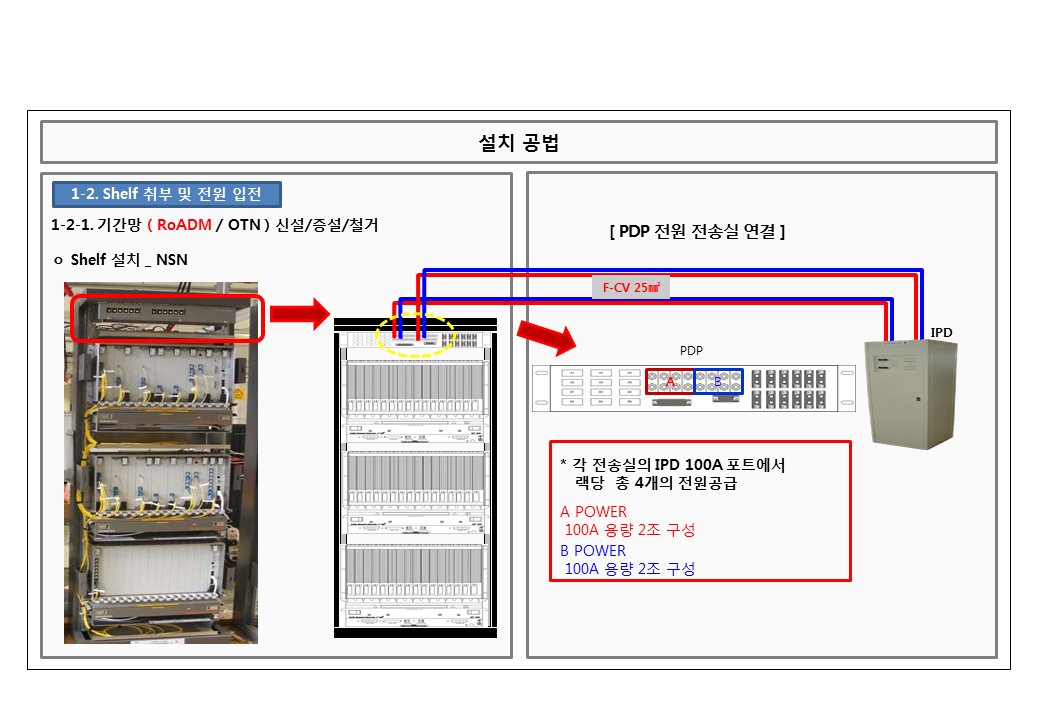 설치 공법
1-2. Shelf 취부 및 전원 입전
1-2-1. 기간망 ( RoADM / OTN ) 신설/증설/철거
o Shelf 설치 _ NSN
[ PDP 전원 전송실 연결 ]
F-CV 25㎟
IPD
PDP
A
B
* 각 전송실의 IPD 100A 포트에서
랙당 총 4개의 전원공급
A POWER
100A 용량 2조 구성
B POWER
100A 용량 2조 구성